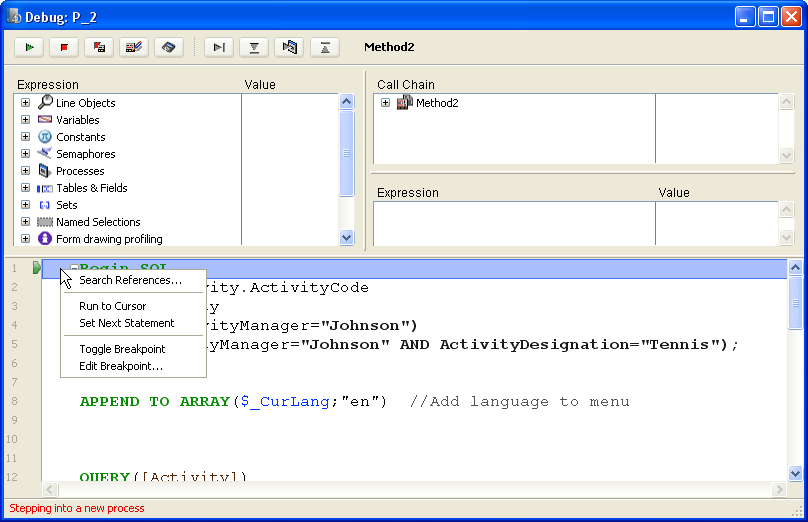 Debug: P_2
Method2
Expression Value
Line Objects
Variables
Constants
Semaphores
Processes
Tables & Fields
Sets
Named Selections
Form drawing profiling
Call Chain
Method2
Expression Value
1 Begin SQL
Search References...
2 vity.ActivityCode
3 y
Run to Cursor
4 vityManager="Johnson")
Set Next Statement
5 yManager="Johnson" AND ActivityDesignation="Tennis");
Toggle Breakpoint
6
Edit Breakpoint...
7
8 APPEND TO ARRAY($_CurLang;"en") //Add language to menu
9
10
11
12 QUERY([Activity])
Stepping into a new process